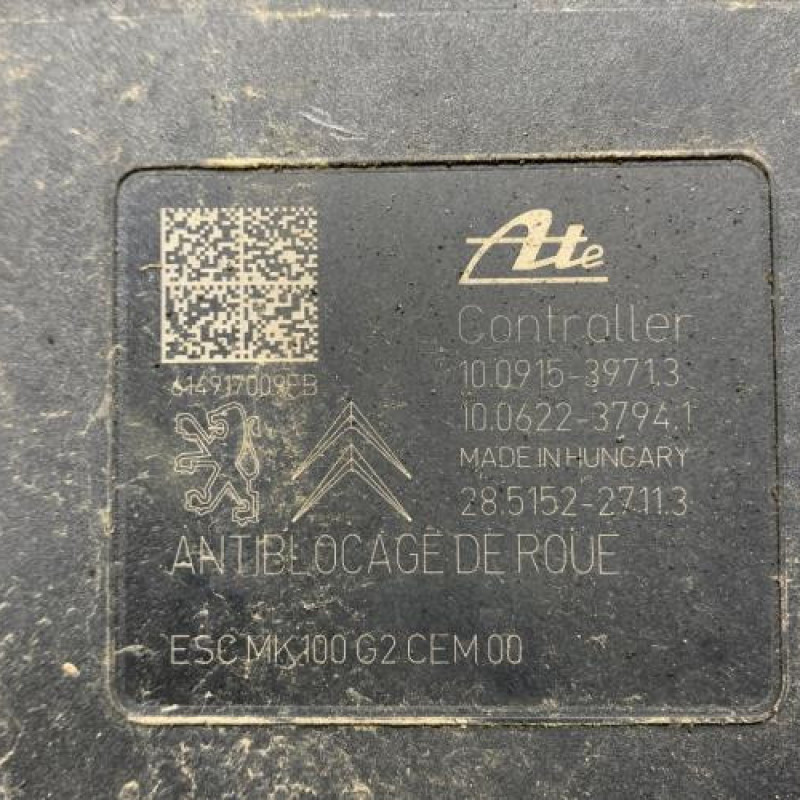 Ate
Controller
10.0915-3971.3
10.0622-3794.1
MADE IN HUNGARY
28.5152-2711.3
614917009EB
ANTIBLOCAGE DE ROUE
ESC MK100 G2 CEM 00